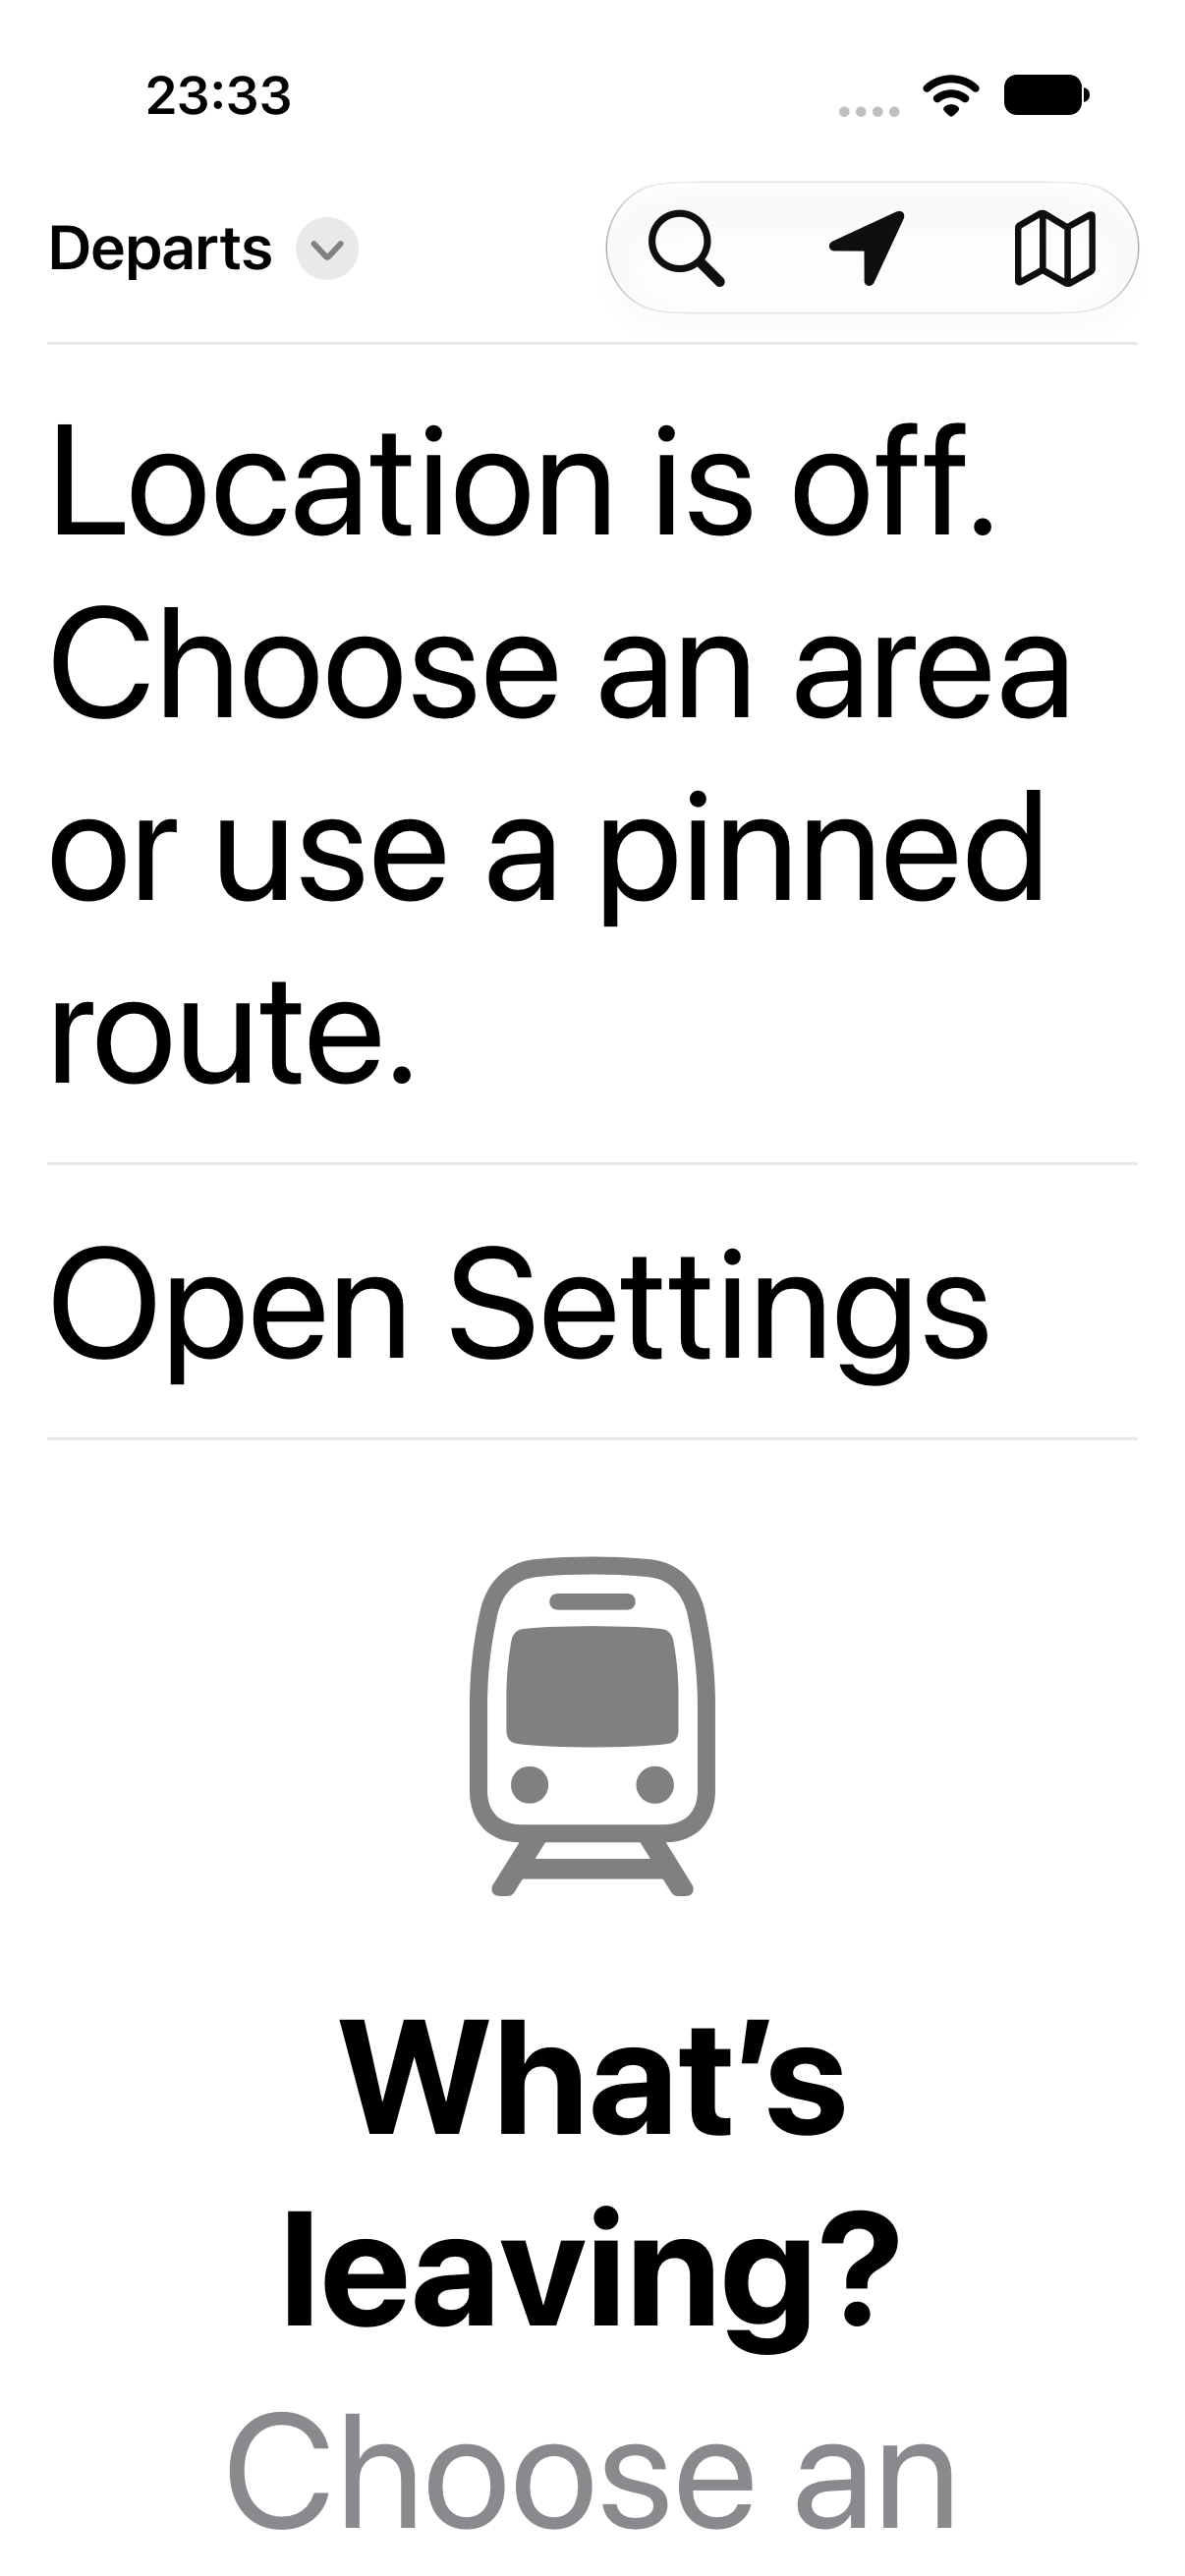 23:33
Departs
Location is off.
Choose an area
or use a pinned
route.
Open Settings
What’s
leaving?
Choose an